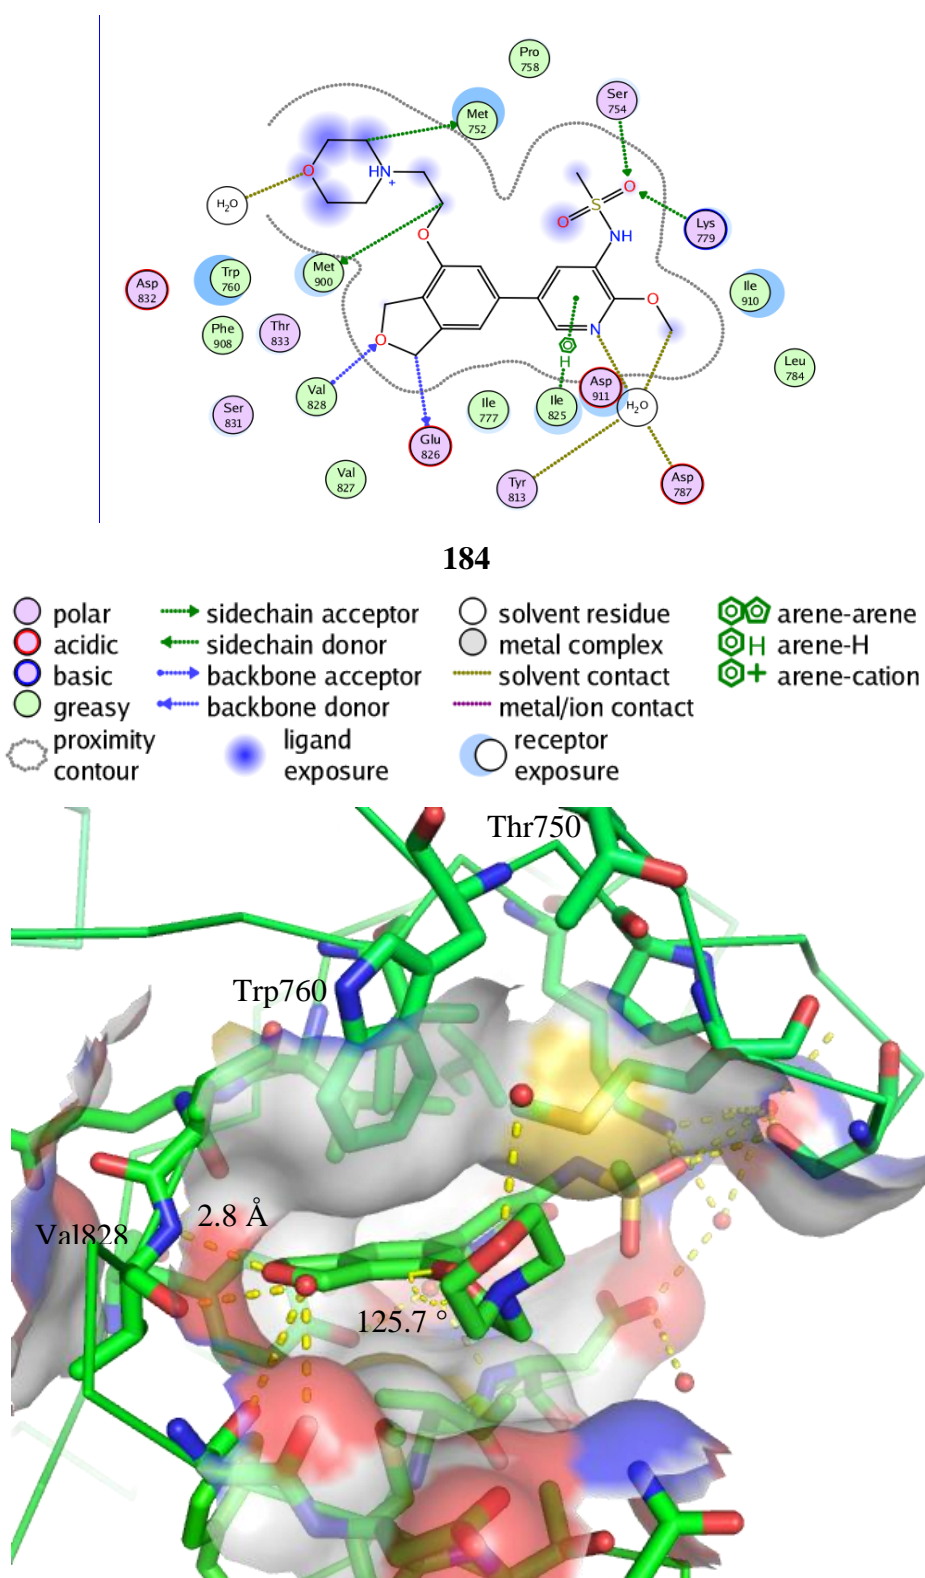 Pro
758
Ser
754
Met
752
H₂O
O
HN
+
O
S
O
NH
Lys
779
O
Met
900
Trp
760
Asp
832
Ile
910
O
N
Phe
908
Thr
833
O
H
Leu
784
Val
828
Ser
831
Ile
777
Ile
825
Asp
911
H₂O
Glu
826
Val
827
Tyr
813
Asp
787
184
polar sidechain acceptor solvent residue arene-arene
acidic sidechain donor metal complex H arene-H
basic backbone acceptor solvent contact + arene-cation
greasy backbone donor metal/ion contact
proximity contour
ligand exposure
receptor exposure
Thr750
Trp760
2.8 Å
Val828
125.7 °